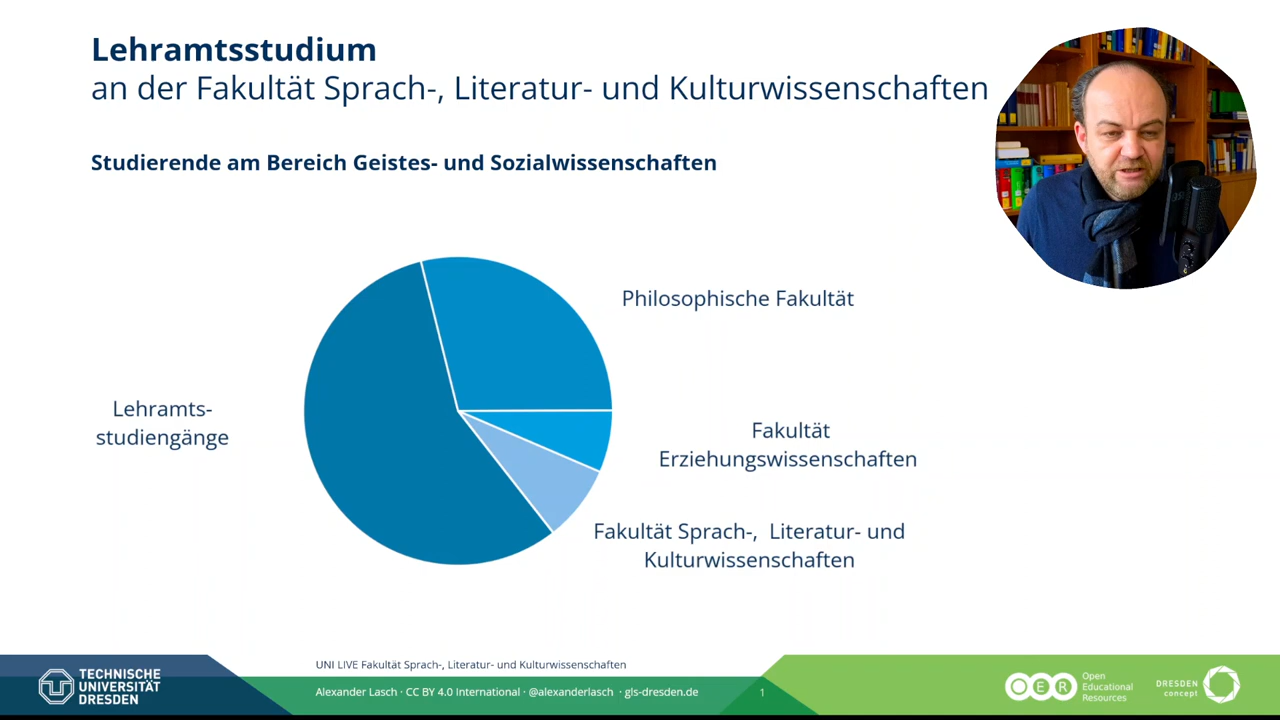 Lehramtsstudium
an der Fakultät Sprach-, Literatur- und Kulturwissenschaften
Studierende am Bereich Geistes- und Sozialwissenschaften
Philosophische Fakultät
Lehramts-
studiengänge
Fakultät
Erziehungswissenschaften
Fakultät Sprach-,  Literatur- und
Kulturwissenschaften
UNI LIVE Fakultät Sprach-, Literatur- und Kulturwissenschaften
Alexander Lasch · CC BY 4.0 International · @alexanderlasch · gls-dresden.de
1
TECHNISCHE
UNIVERSITÄT
DRESDEN
OER
Open
Educational
Resources
DRESDEN
concept